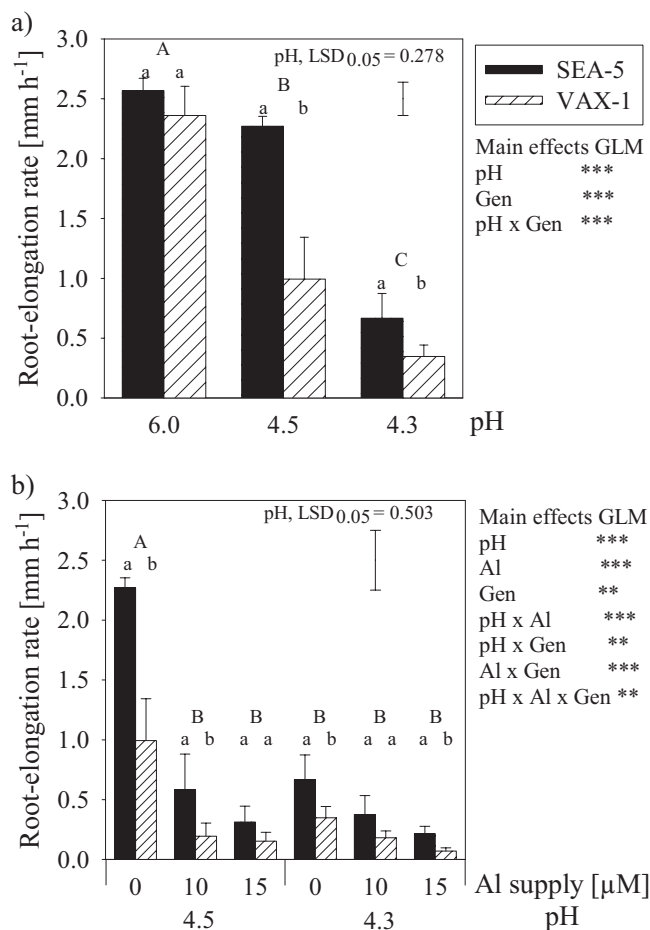 a)
Root-elongation rate [mm h-1]
3.0
2.5
2.0
1.5
1.0
0.5
0.0
pH, LSD0.05 = 0.278
A
a a
B
a b
C
a b
6.0 4.5 4.3 pH
SEA-5
VAX-1
Main effects GLM
pH ***
Gen ***
pH x Gen ***
b)
Root-elongation rate [mm h-1]
3.0
2.5
2.0
1.5
1.0
0.5
0.0
pH, LSD0.05 = 0.503
A
a b
B B B B B
a b a a a b a a a b
0 10 15 0 10 15 Al supply [µM]
4.5 4.3 pH
Main effects GLM
pH ***
Al ***
Gen **
pH x Al ***
pH x Gen **
Al x Gen ***
pH x Al x Gen **